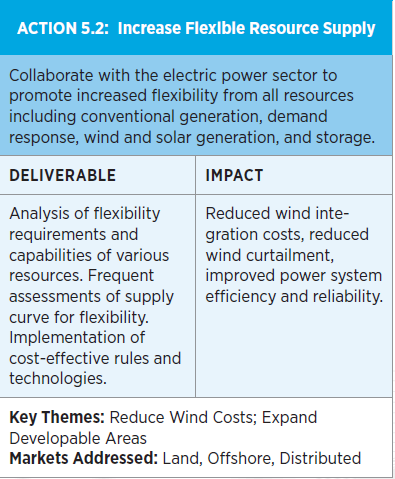 ACTION 5.2: Increase Flexible Resource Supply
Collaborate with the electric power sector to
promote increased flexibility from all resources
including conventional generation, demand
response, wind and solar generation, and storage.
DELIVERABLE
Analysis of flexibility
requirements and
capabilities of various
resources. Frequent
assessments of supply
curve for flexibility.
Implementation of
cost-effective rules and
technologies.
IMPACT
Reduced wind inte-
gration costs, reduced
wind curtailment,
improved power system
efficiency and reliability.
Key Themes: Reduce Wind Costs; Expand
Developable Areas
Markets Addressed: Land, Offshore, Distributed